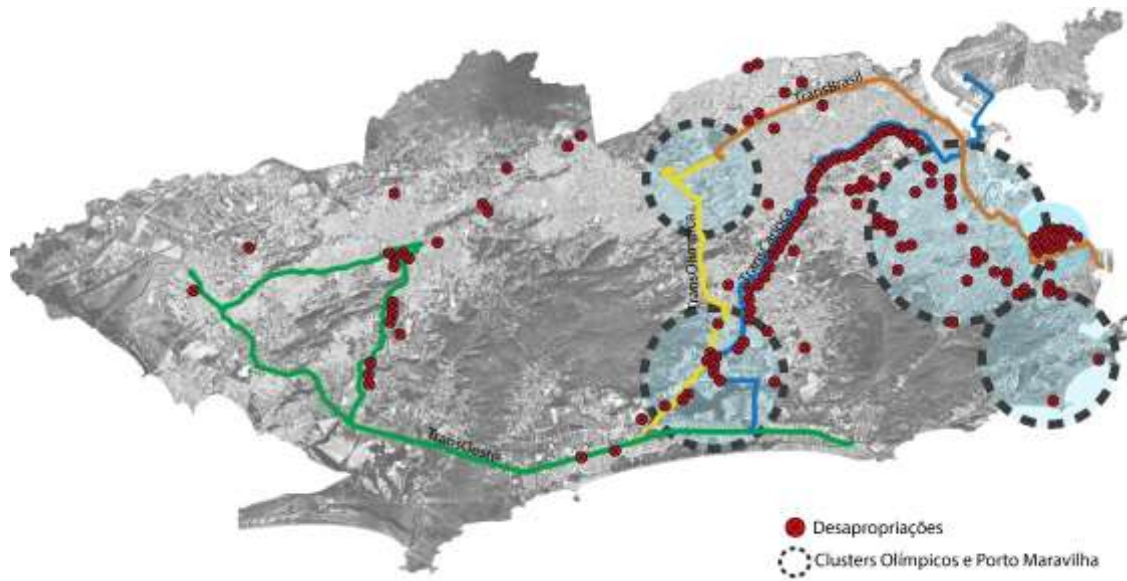 TransBrasil
TransOlímpica
TransCarioca
TransOeste
Desapropriações
Clusters Olímpicos e Porto Maravilha